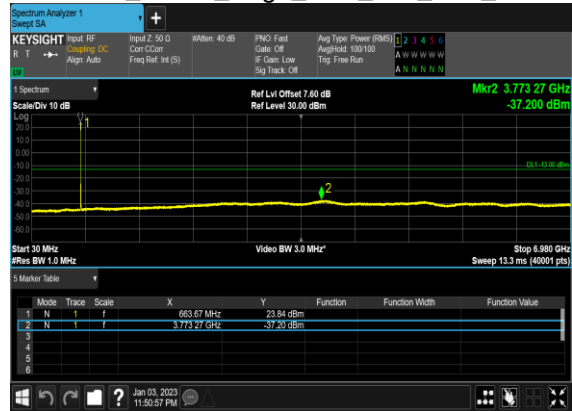 Spectrum Analyzer 1
Swept SA
+
KEYSIGHT Input: RF Input Z: 50 Ω #Atten: 40 dB PNO: Fast Avg Type: Power (RMS) 1 2 3 4 5 6
R T Coupling: DC Corr CCorr Gate: Off Avg|Hold: 100/100 A W W W W W
Align: Auto Freq Ref: Int (S) IF Gain: Low Trig: Free Run
LW Sig Track: Off A N N N N N
1 Spectrum Ref Lvl Offset 7.60 dB Mkr2 3.773 27 GHz
Scale/Div 10 dB Ref Level 30.00 dBm -37.200 dBm
Log
20.0
10.0
0.00
-10.0
-20.0
-30.0
-40.0
-50.0
-60.0
1
DL1 -13.00 dBm
2
Start 30 MHz Video BW 3.0 MHz* Stop 6.980 GHz
#Res BW 1.0 MHz Sweep 13.3 ms (40001 pts)
5 Marker Table
Mode Trace Scale X Y Function Function Width Function Value
1 N 1 f 663.67 MHz 23.84 dBm
2 N 1 f 3.773 27 GHz -37.20 dBm
3
4
5
6
? Jan 03, 2023
11:50:57 PM